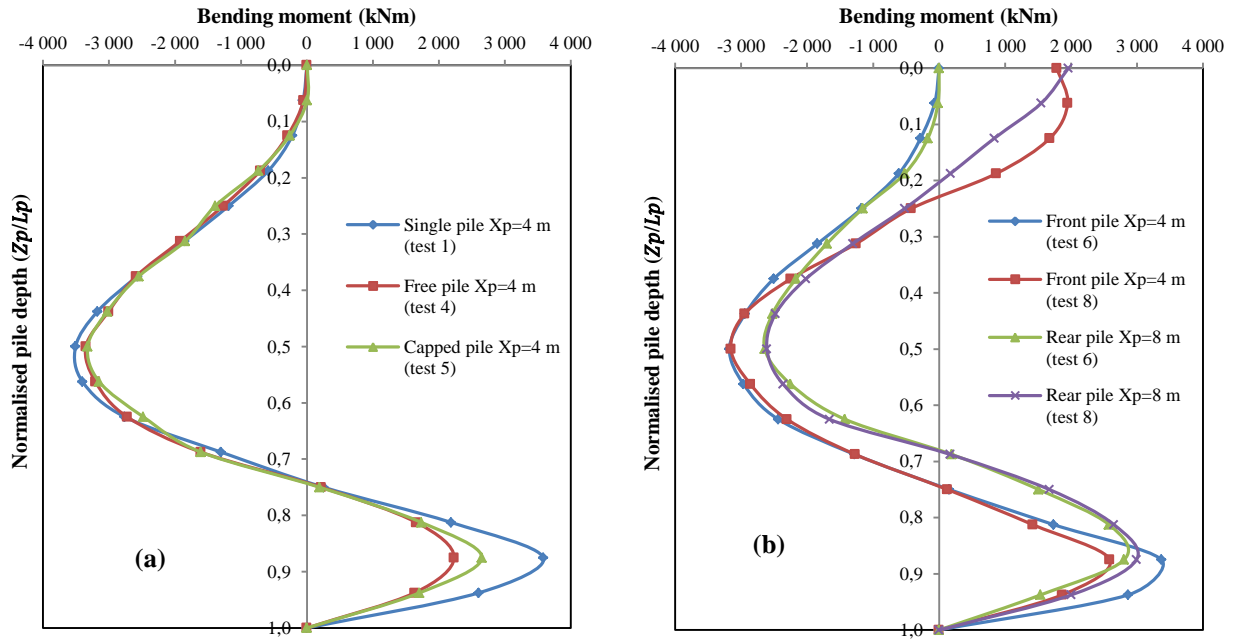 Bending moment (kNm)
-4 000 -3 000 -2 000 -1 000 0 1 000 2 000 3 000 4 000
Normalised pile depth (Zp/Lp)
0,0
0,1
0,2
0,3
0,4
0,5
0,6
0,7
0,8
0,9
1,0
Single pile Xp=4 m
(test 1)
Free pile Xp=4 m
(test 4)
Capped pile Xp=4 m
(test 5)
(a)
Bending moment (kNm)
-4 000 -3 000 -2 000 -1 000 0 1 000 2 000 3 000 4 000
Normalised pile depth (Zp/Lp)
0,0
0,1
0,2
0,3
0,4
0,5
0,6
0,7
0,8
0,9
1,0
Front pile Xp=4 m
(test 6)
Front pile Xp=4 m
(test 8)
Rear pile Xp=8 m
(test 6)
Rear pile Xp=8 m
(test 8)
(b)